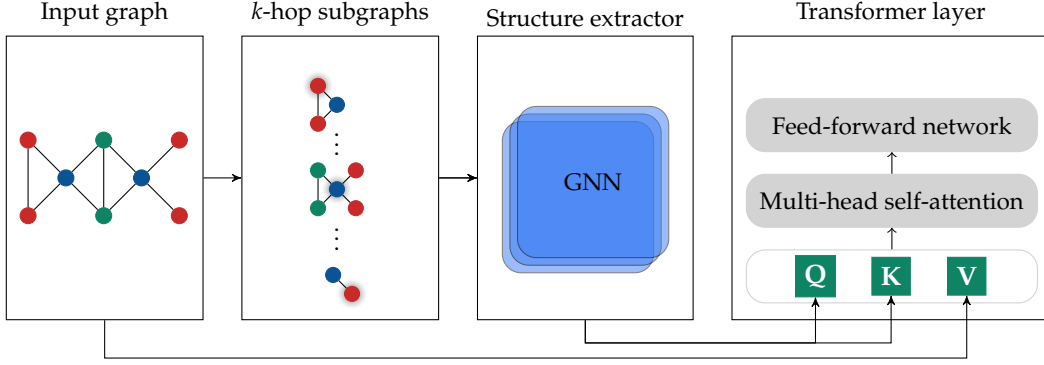 Input graph
k-hop subgraphs
Structure extractor
Transformer layer
GNN
Feed-forward network
Multi-head self-attention
Q K V